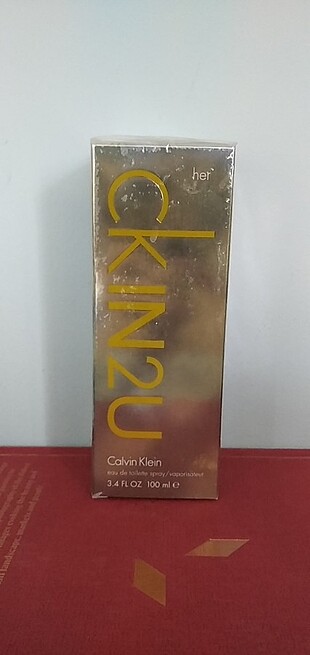 her
CKIN2U
Calvin Klein
eau de toilette spray/vaporisateur
3.4 FL OZ 100 ml ℮